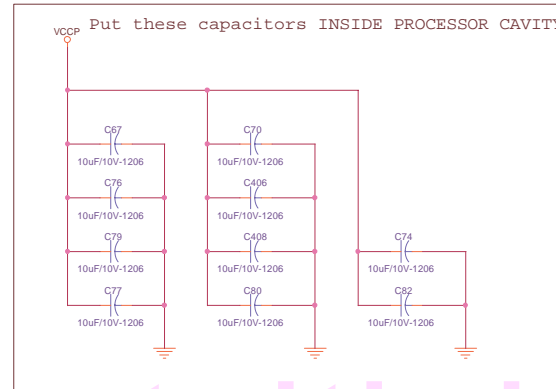 Put these capacitors INSIDE PROCESSOR CAVITY
VCCP
C67
10uF/10V-1206
C76
10uF/10V-1206
C79
10uF/10V-1206
C77
10uF/10V-1206
C70
10uF/10V-1206
C406
10uF/10V-1206
C408
10uF/10V-1206
C80
10uF/10V-1206
C74
10uF/10V-1206
C82
10uF/10V-1206